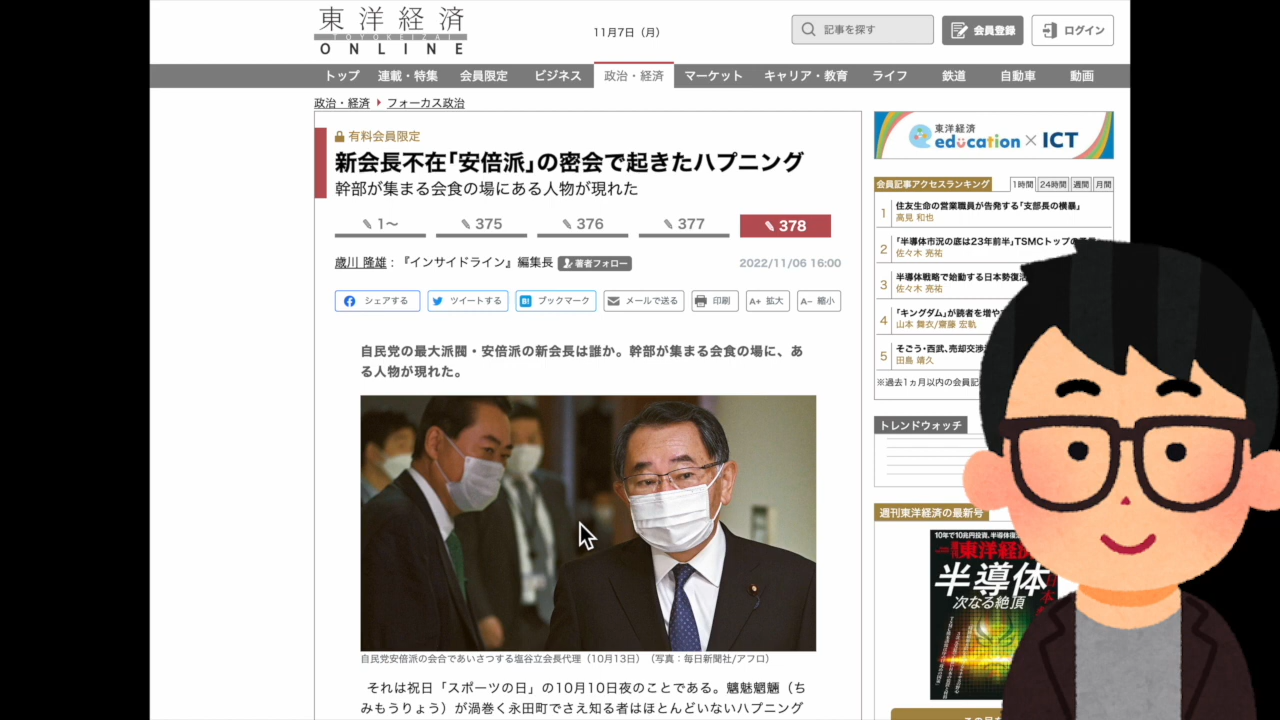 東洋経済
TOYOKEIZAI
ONLINE
11月7日（月）
記事を探す
会員登録
ログイン
トップ 連載・特集 会員限定 ビジネス 政治・経済 マーケット キャリア・教育 ライフ 鉄道 自動車 動画
政治・経済 フォーカス政治
有料会員限定
新会長不在「安倍派」の密会で起きたハプニング
幹部が集まる会食の場にある人物が現れた
1〜 375 376 377 378
歳川 隆雄：『インサイドライン』編集長 著者フォロー 2022/11/06 16:00
シェアする ツイートする B! ブックマーク メールで送る 印刷 A+ 拡大 A− 縮小
自民党の最大派閥・安倍派の新会長は誰か。幹部が集まる会食の場に、あ
る人物が現れた。
自民党安倍派の会合であいさつする塩谷立会長代理（10月13日）（写真：毎日新聞社/アフロ）
それは祝日「スポーツの日」の10月10日夜のことである。魑魅魍魎（ち
みもうりょう）が渦巻く永田町でさえ知る者はほとんどいないハプニング
東洋経済
education×ICT
会員記事アクセスランキング 1時間 24時間 週間 月間
1 住友生命の営業職員が告発する「支部長の横暴」
高見 和也
2 「半導体市況の底は23年前半」TSMCトップの
佐々木 亮祐
3 半導体戦略で始動する日本勢復活
佐々木 亮祐
4 「キングダム」が読者を増や
山本 舞衣/齋藤 宏軌
5 そごう・西武、売却交渉
田島 靖久
※過去1ヵ月以内の会員記
トレンドウォッチ
週刊東洋経済の最新号
東洋経済
半導体
次なる絶頂